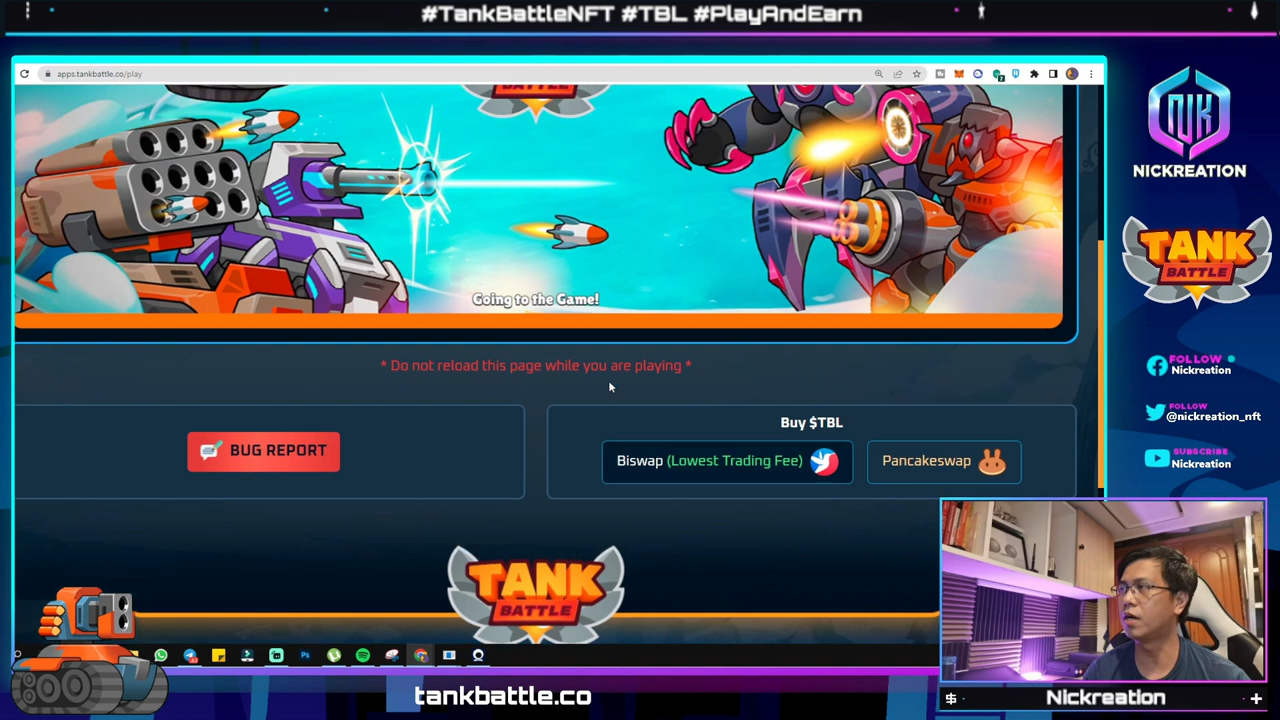 #TankBattleNFT #TBL #PlayAndEarn
apps.tankbattle.co/play
BATTLE
NICKREATION
TANK
BATTLE
Going to the Game!
* Do not reload this page while you are playing *
FOLLOW
Nickreation
FOLLOW
@nickreation_nft
SUBSCRIBE
Nickreation
BUG REPORT
Buy $TBL
Biswap (Lowest Trading Fee)
Pancakeswap
TANK
BATTLE
Ps
tankbattle.co
Nickreation